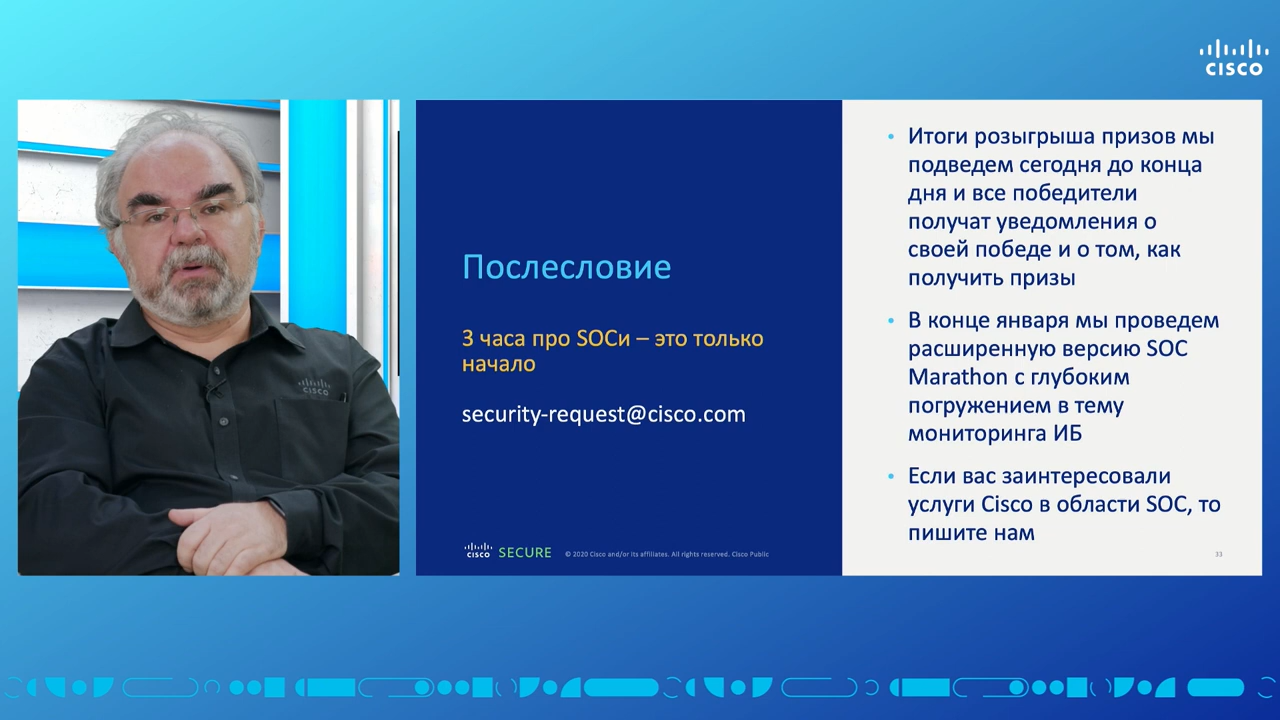 CISCO
CISCO
Послесловие
3 часа про SOCи – это только
начало
security-request@cisco.com
CISCO SECURE © 2020 Cisco and/or its affiliates. All rights reserved. Cisco Public
• Итоги розыгрыша призов мы
подведем сегодня до конца
дня и все победители
получат уведомления о
своей победе и о том, как
получить призы
• В конце января мы проведем
расширенную версию SOC
Marathon с глубоким
погружением в тему
мониторинга ИБ
• Если вас заинтересовали
услуги Cisco в области SOC, то
пишите нам
33